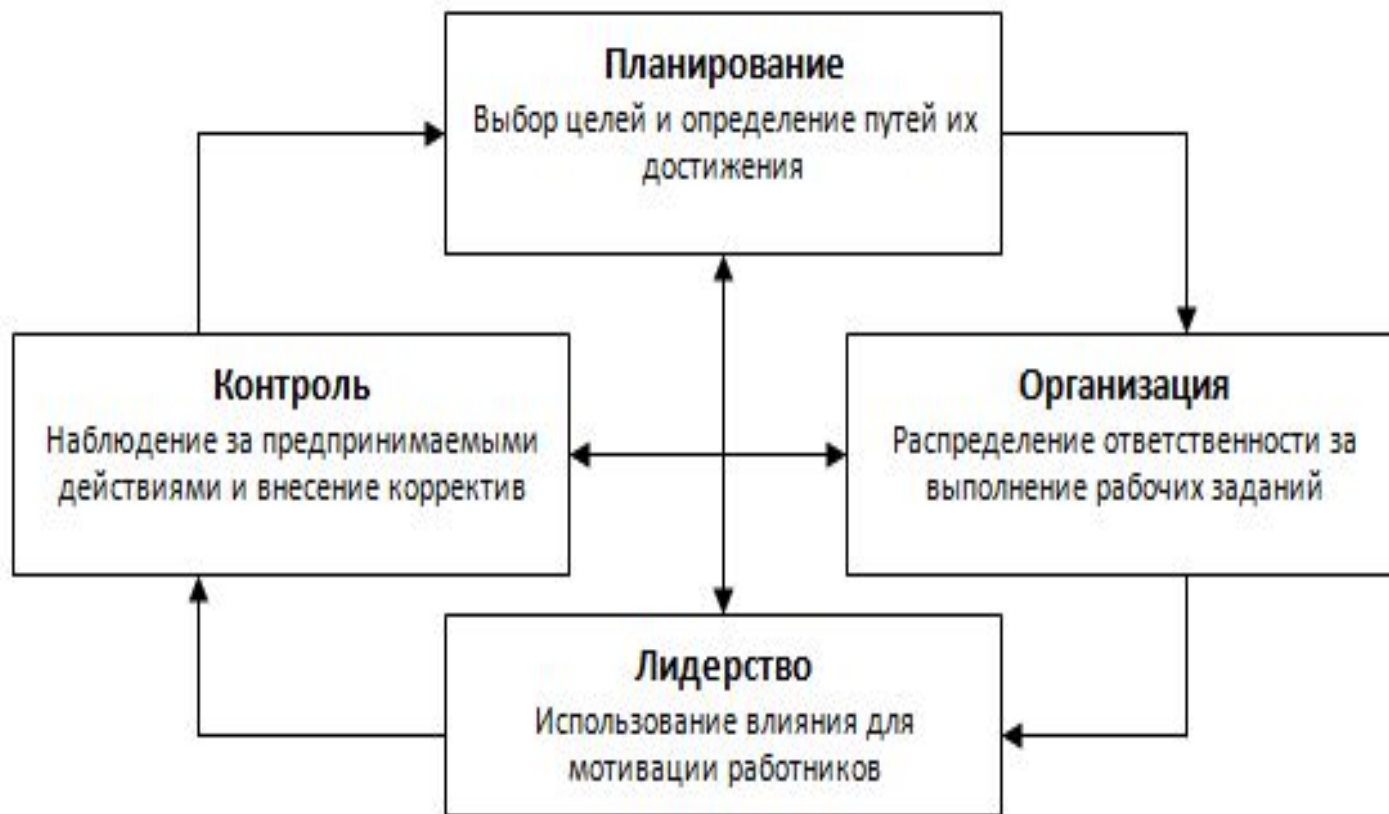 Планирование
Выбор целей и определение путей их
достижения
Контроль
Наблюдение за предпринимаемыми
действиями и внесение корректив
Организация
Распределение ответственности за
выполнение рабочих заданий
Лидерство
Использование влияния для
мотивации работников